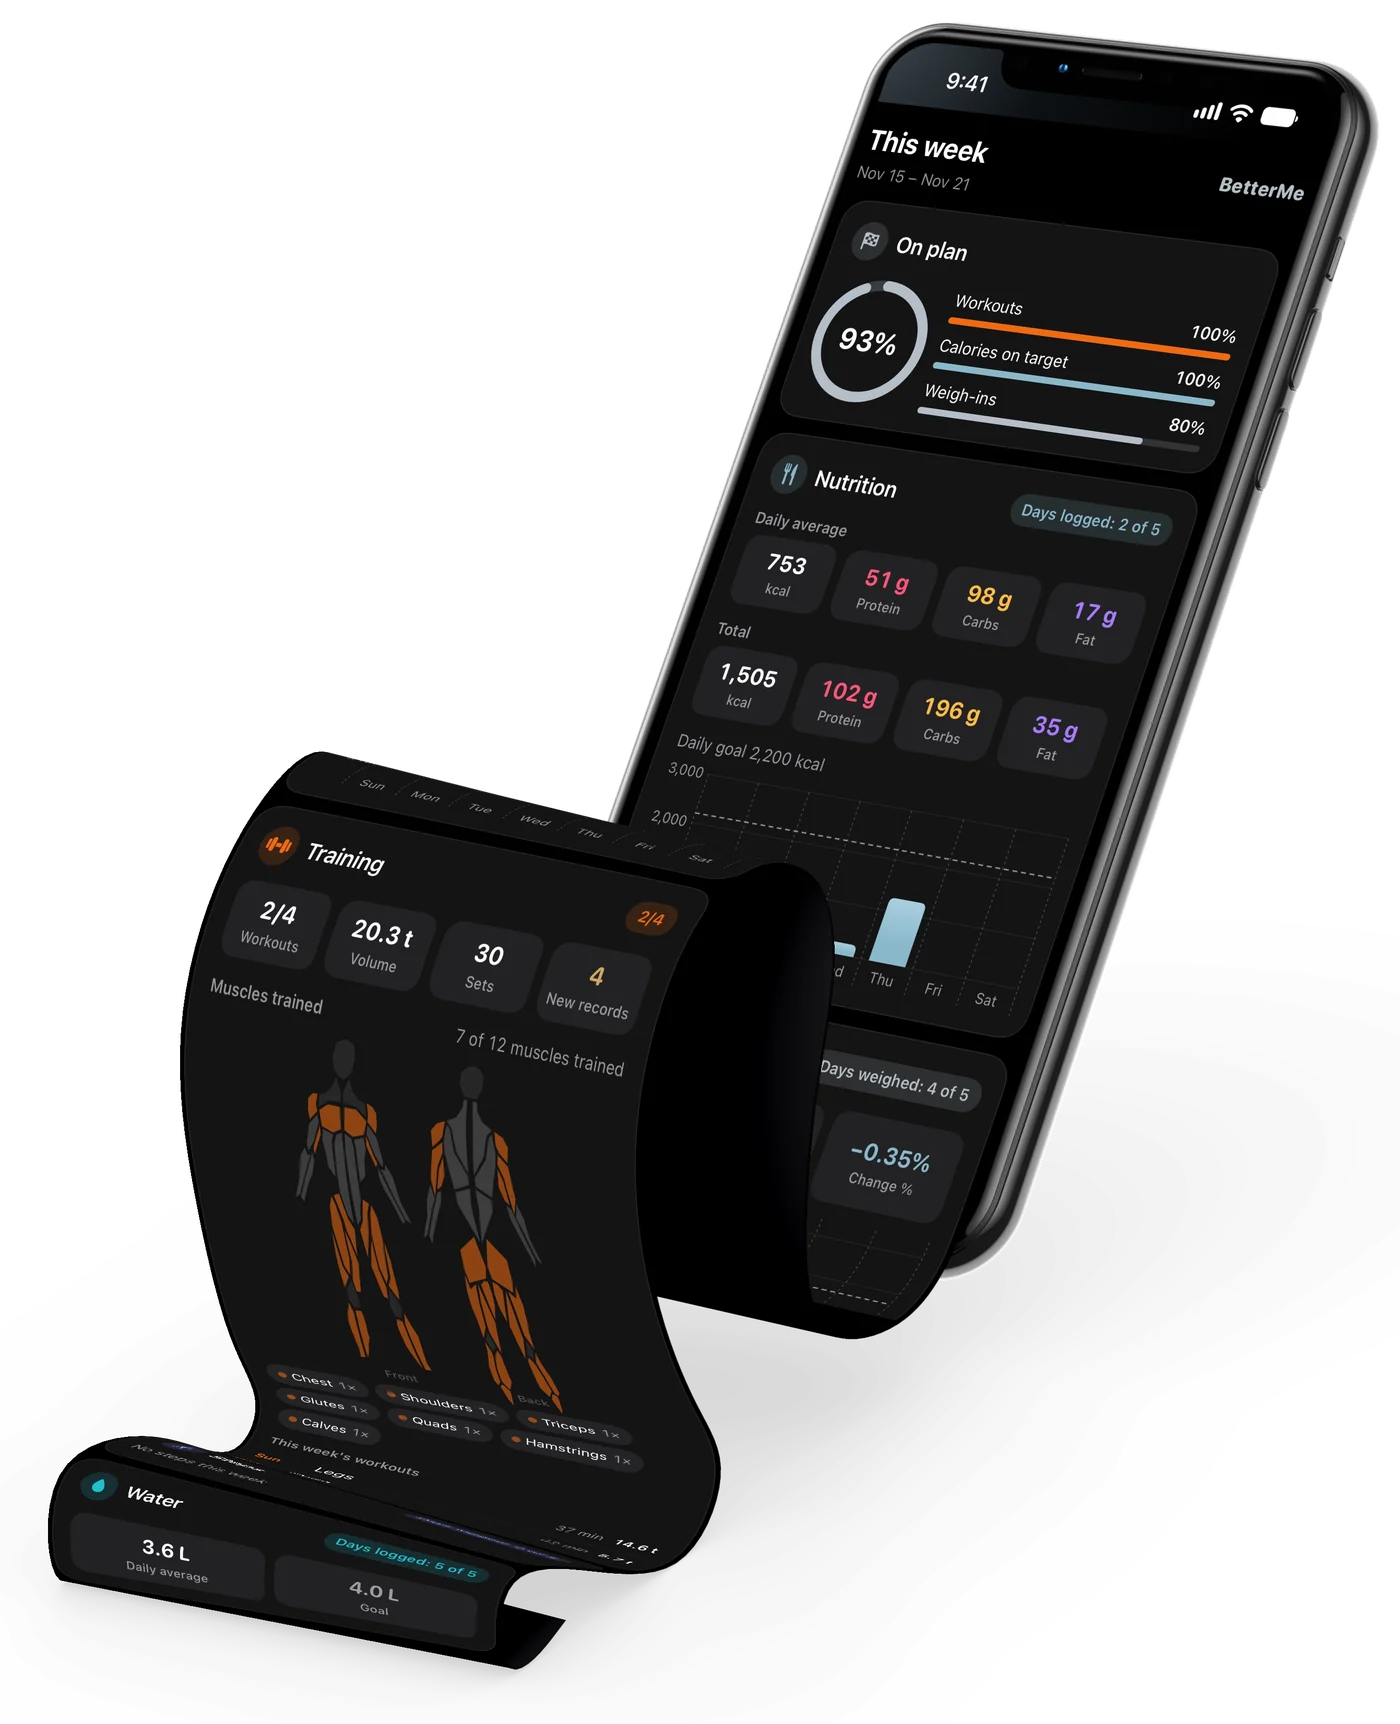 9:41
This week
Nov 15 – Nov 21
BetterMe
On plan
93%
Workouts
100%
Calories on target
100%
Weigh-ins
80%
Nutrition
Days logged: 2 of 5
Daily average
753
kcal
51 g
Protein
98 g
Carbs
17 g
Fat
Total
1,505
kcal
102 g
Protein
196 g
Carbs
35 g
Fat
Daily goal 2,200 kcal
3,000
2,000
Thu
Fri
Sat
Days weighed: 4 of 5
−0.35%
Change %
Sun
Mon
Tue
Wed
Thu
Fri
Sat
Training
2/4
2/4
Workouts
20.3 t
Volume
30
Sets
4
New records
Muscles trained
7 of 12 muscles trained
Front
Back
Chest 1×
Shoulders 1×
Triceps 1×
Glutes 1×
Quads 1×
Hamstrings 1×
Calves 1×
This week's workouts
Sun
Legs
37 min 14.6 t
No steps this week
Water
Days logged: 5 of 5
3.6 L
Daily average
4.0 L
Goal